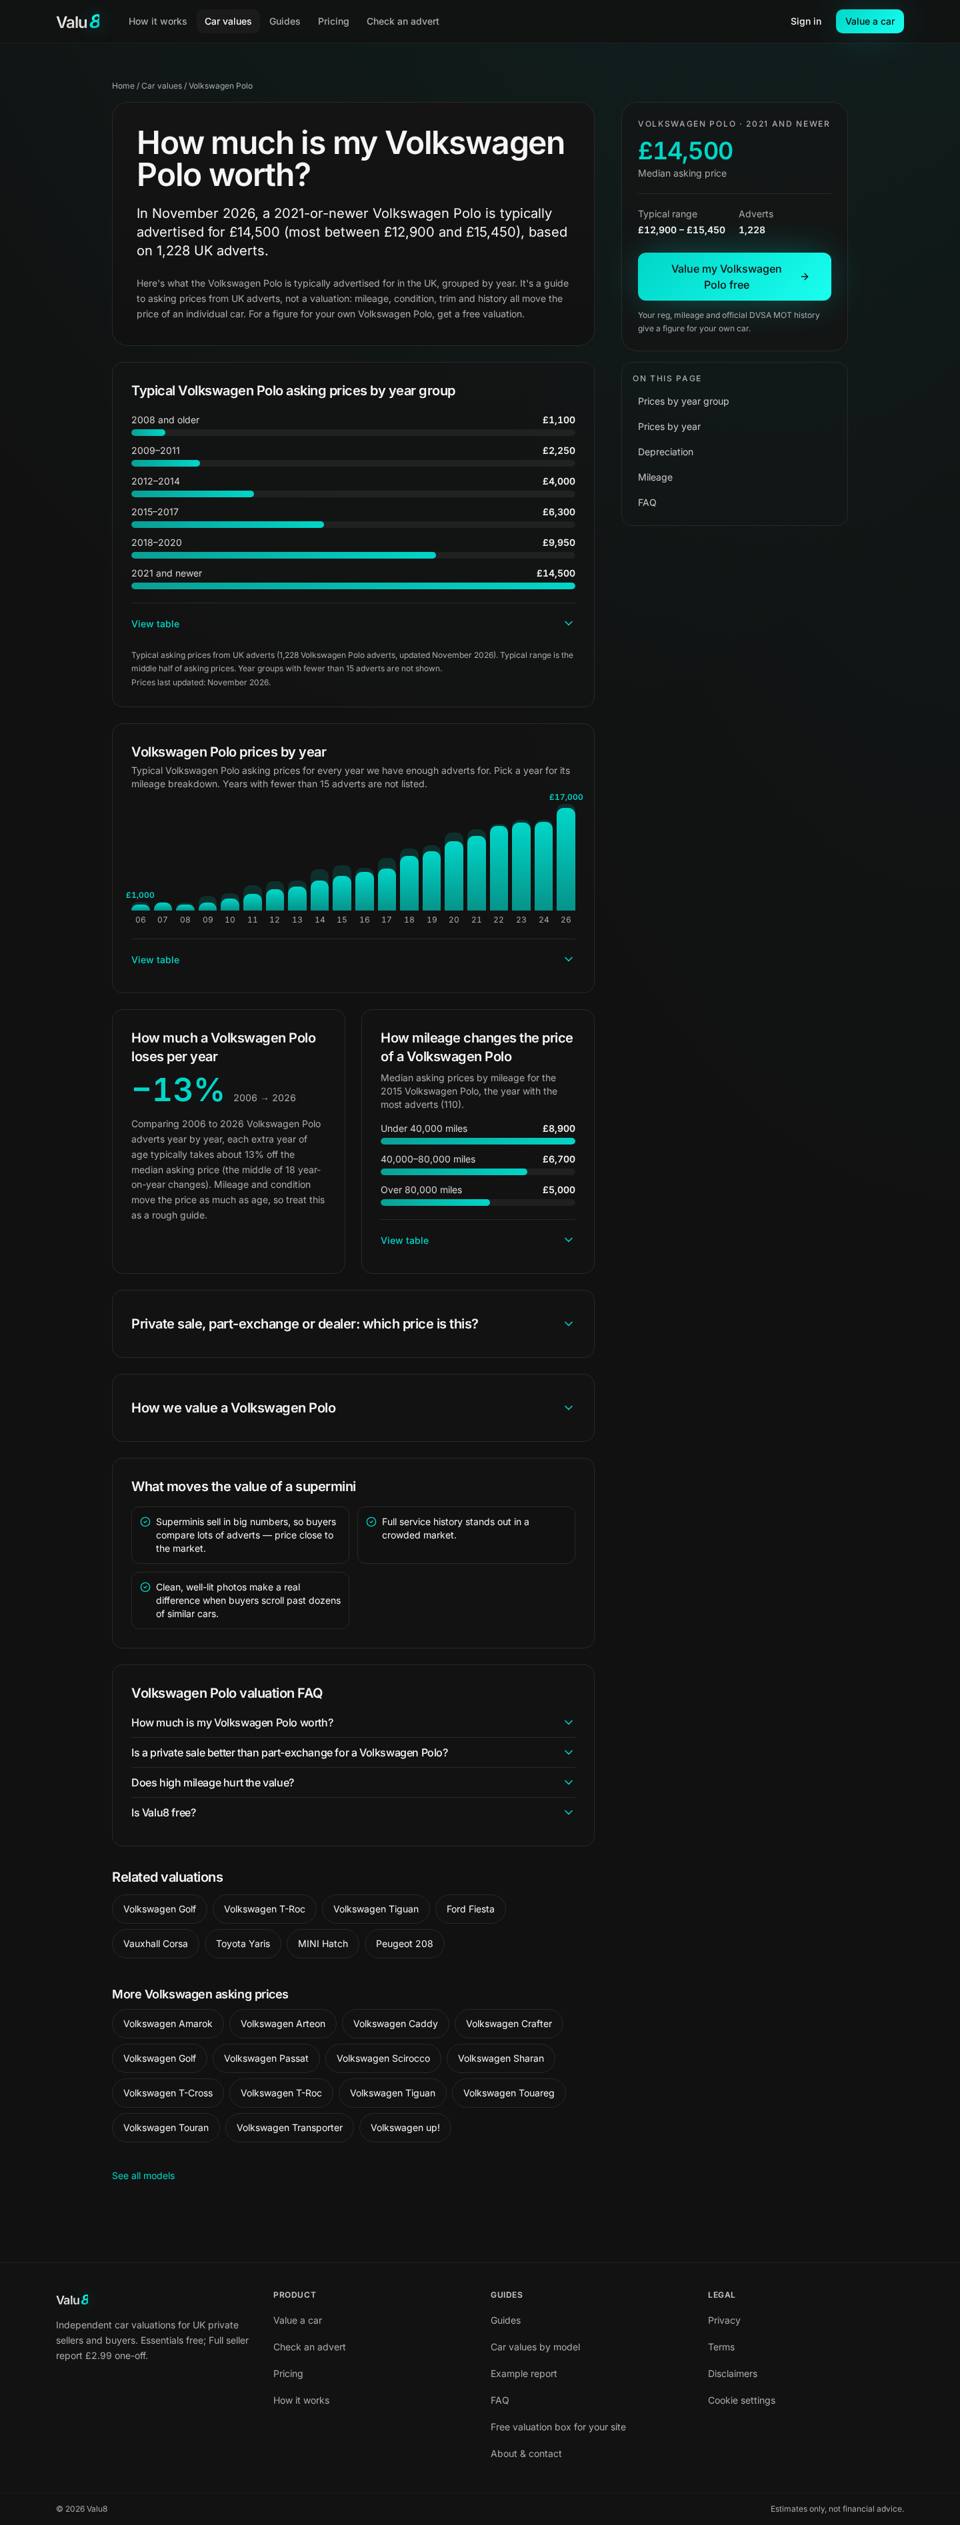 Valu8
How it works
Car values
Guides
Pricing
Check an advert
Sign in
Value a car
Home / Car values / Volkswagen Polo
How much is my Volkswagen
Polo worth?
In November 2026, a 2021-or-newer Volkswagen Polo is typically
advertised for £14,500 (most between £12,900 and £15,450), based
on 1,228 UK adverts.
Here's what the Volkswagen Polo is typically advertised for in the UK, grouped by year. It's a guide
to asking prices from UK adverts, not a valuation: mileage, condition, trim and history all move the
price of an individual car. For a figure for your own Volkswagen Polo, get a free valuation.
VOLKSWAGEN POLO · 2021 AND NEWER
£14,500
Median asking price
Typical range
Adverts
£12,900 – £15,450
1,228
Value my Volkswagen
Polo free
Your reg, mileage and official DVSA MOT history
give a figure for your own car.
ON THIS PAGE
Prices by year group
Prices by year
Depreciation
Mileage
FAQ
Typical Volkswagen Polo asking prices by year group
2008 and older £1,100
2009–2011 £2,250
2012–2014 £4,000
2015–2017 £6,300
2018–2020 £9,950
2021 and newer £14,500
View table
Typical asking prices from UK adverts (1,228 Volkswagen Polo adverts, updated November 2026). Typical range is the
middle half of asking prices. Year groups with fewer than 15 adverts are not shown.
Prices last updated: November 2026.
Volkswagen Polo prices by year
Typical Volkswagen Polo asking prices for every year we have enough adverts for. Pick a year for its
mileage breakdown. Years with fewer than 15 adverts are not listed.
£17,000
£1,000
06 07 08 09 10 11 12 13 14 15 16 17 18 19 20 21 22 23 24 26
View table
How much a Volkswagen Polo
loses per year
−13% 2006 → 2026
Comparing 2006 to 2026 Volkswagen Polo
adverts year by year, each extra year of
age typically takes about 13% off the
median asking price (the middle of 18 year-
on-year changes). Mileage and condition
move the price as much as age, so treat this
as a rough guide.
How mileage changes the price
of a Volkswagen Polo
Median asking prices by mileage for the
2015 Volkswagen Polo, the year with the
most adverts (110).
Under 40,000 miles £8,900
40,000–80,000 miles £6,700
Over 80,000 miles £5,000
View table
Private sale, part-exchange or dealer: which price is this?
How we value a Volkswagen Polo
What moves the value of a supermini
Superminis sell in big numbers, so buyers
compare lots of adverts — price close to
the market.
Full service history stands out in a
crowded market.
Clean, well-lit photos make a real
difference when buyers scroll past dozens
of similar cars.
Volkswagen Polo valuation FAQ
How much is my Volkswagen Polo worth?
Is a private sale better than part-exchange for a Volkswagen Polo?
Does high mileage hurt the value?
Is Valu8 free?
Related valuations
Volkswagen Golf
Volkswagen T-Roc
Volkswagen Tiguan
Ford Fiesta
Vauxhall Corsa
Toyota Yaris
MINI Hatch
Peugeot 208
More Volkswagen asking prices
Volkswagen Amarok
Volkswagen Arteon
Volkswagen Caddy
Volkswagen Crafter
Volkswagen Golf
Volkswagen Passat
Volkswagen Scirocco
Volkswagen Sharan
Volkswagen T-Cross
Volkswagen T-Roc
Volkswagen Tiguan
Volkswagen Touareg
Volkswagen Touran
Volkswagen Transporter
Volkswagen up!
See all models
Valu8
Independent car valuations for UK private
sellers and buyers. Essentials free; Full seller
report £2.99 one-off.
PRODUCT
Value a car
Check an advert
Pricing
How it works
GUIDES
Guides
Car values by model
Example report
FAQ
Free valuation box for your site
About & contact
LEGAL
Privacy
Terms
Disclaimers
Cookie settings
© 2026 Valu8
Estimates only, not financial advice.